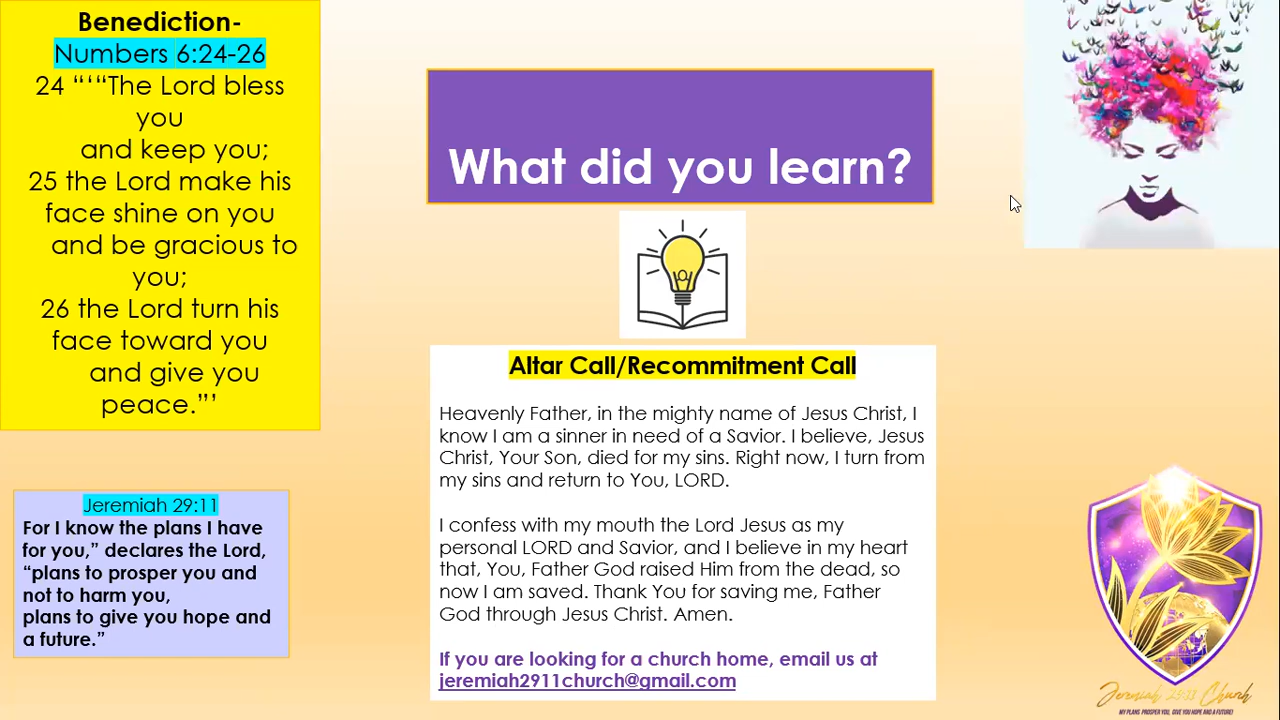 Benediction-
Numbers 6:24-26
24 “‘“The Lord bless
you
and keep you;
25 the Lord make his
face shine on you
and be gracious to
you;
26 the Lord turn his
face toward you
and give you
peace.”’
Jeremiah 29:11
For I know the plans I have
for you,” declares the Lord,
“plans to prosper you and
not to harm you,
plans to give you hope and
a future.”
What did you learn?
Altar Call/Recommitment Call
Heavenly Father, in the mighty name of Jesus Christ, I
know I am a sinner in need of a Savior. I believe, Jesus
Christ, Your Son, died for my sins. Right now, I turn from
my sins and return to You, LORD.
I confess with my mouth the Lord Jesus as my
personal LORD and Savior, and I believe in my heart
that, You, Father God raised Him from the dead, so
now I am saved. Thank You for saving me, Father
God through Jesus Christ. Amen.
If you are looking for a church home, email us at
jeremiah2911church@gmail.com
Jeremiah 29:11 Church
MY PLANS PROSPER YOU, GIVE YOU HOPE AND A FUTURE!